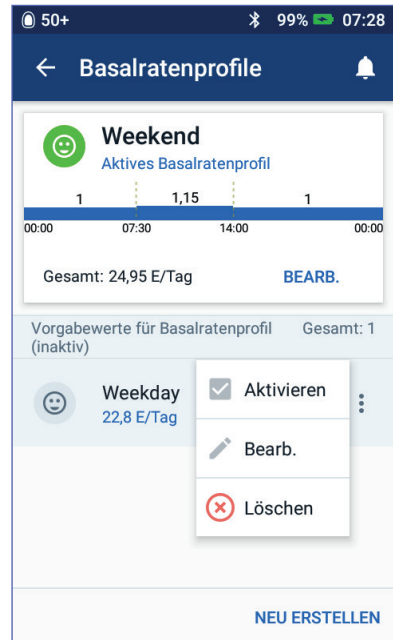 50+ 99% 07:28
Basalratenprofile
Weekend
Aktives Basalratenprofil
1 1,15 1
00:00 07:30 14:00 00:00
Gesamt: 24,95 E/Tag BEARB.
Vorgabewerte für Basalratenprofil Gesamt: 1
(inaktiv)
Weekday
22,8 E/Tag
Aktivieren
Bearb.
Löschen
NEU ERSTELLEN